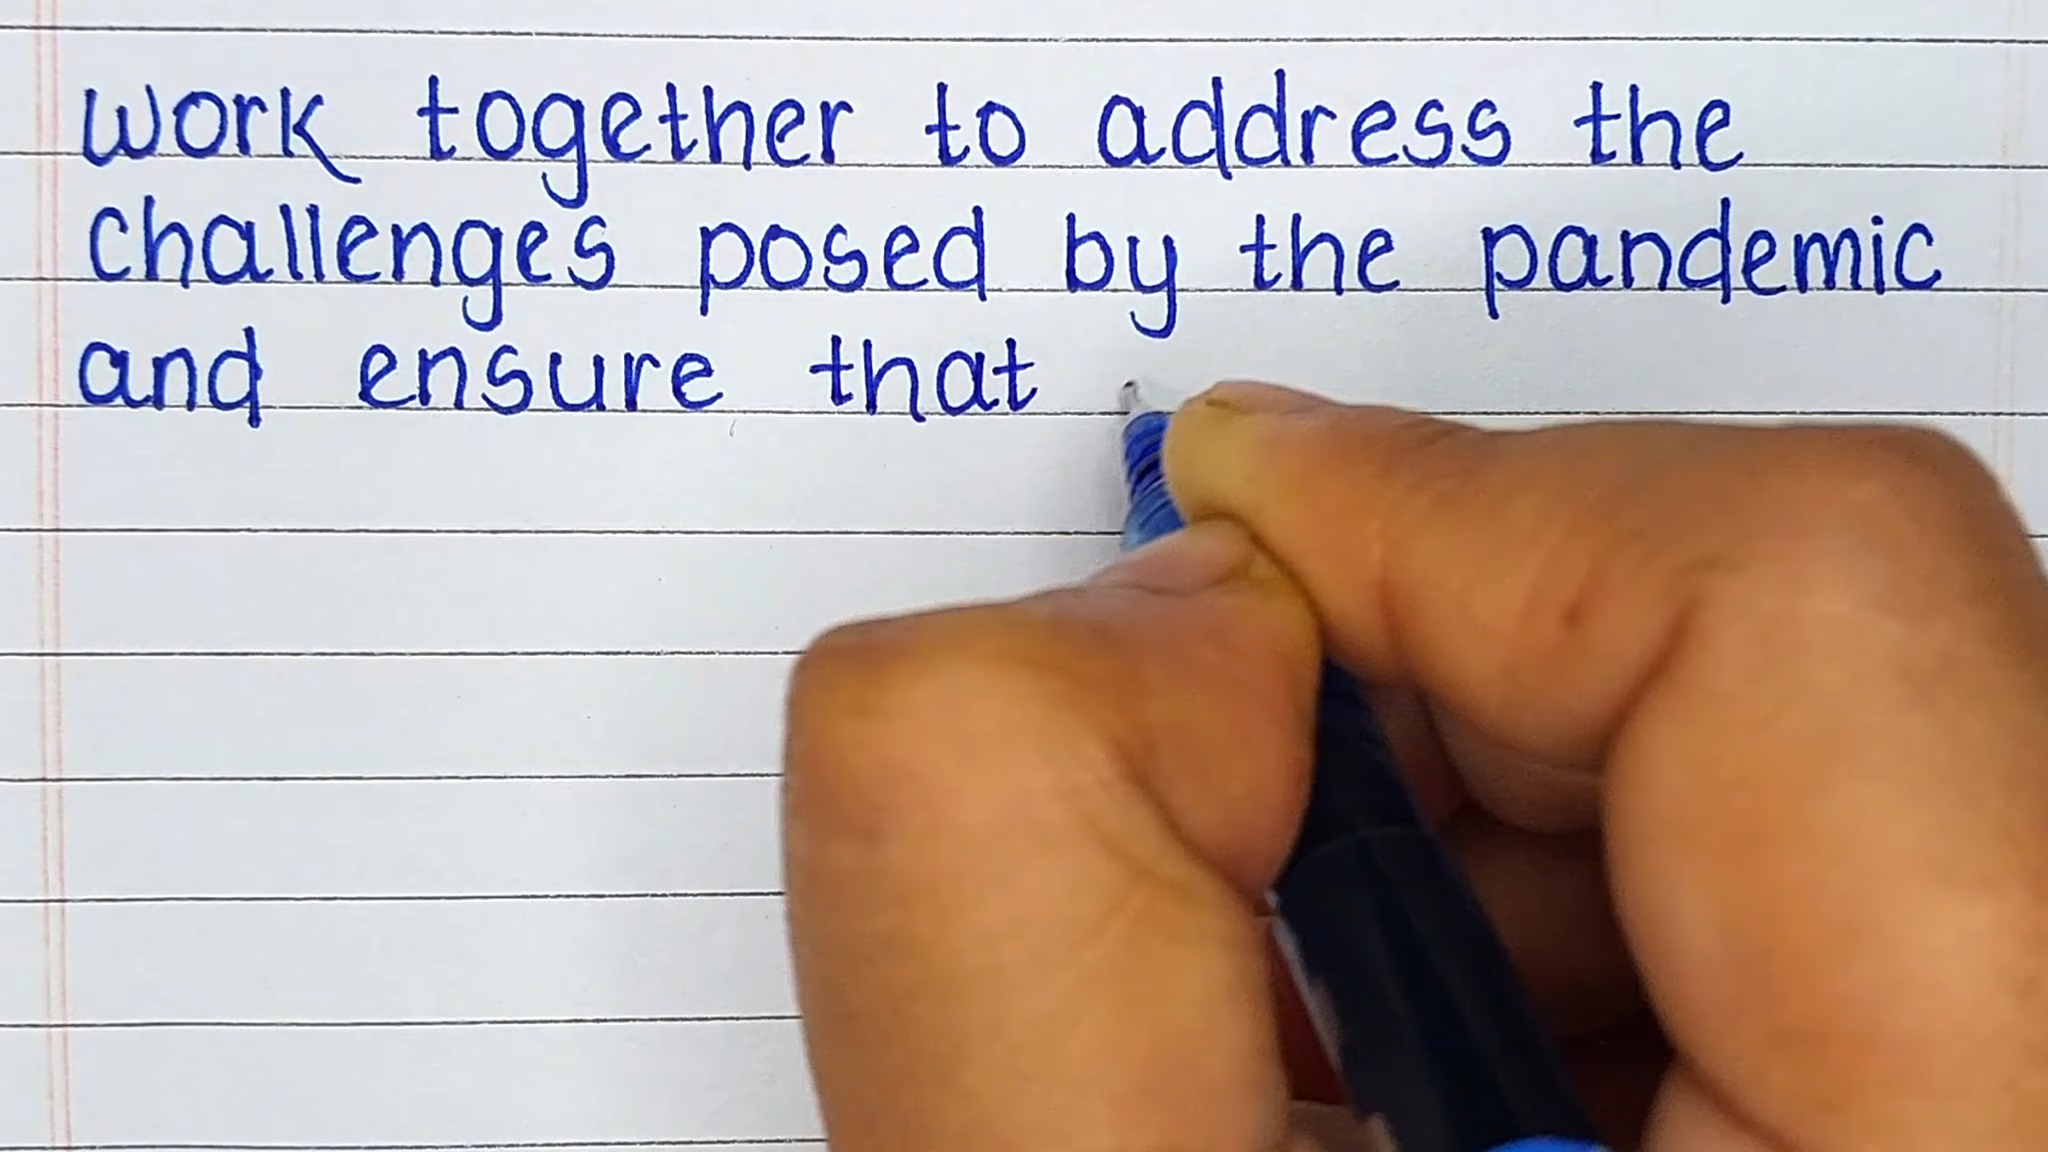 work together to address the
challenges posed by the pandemic
and ensure that